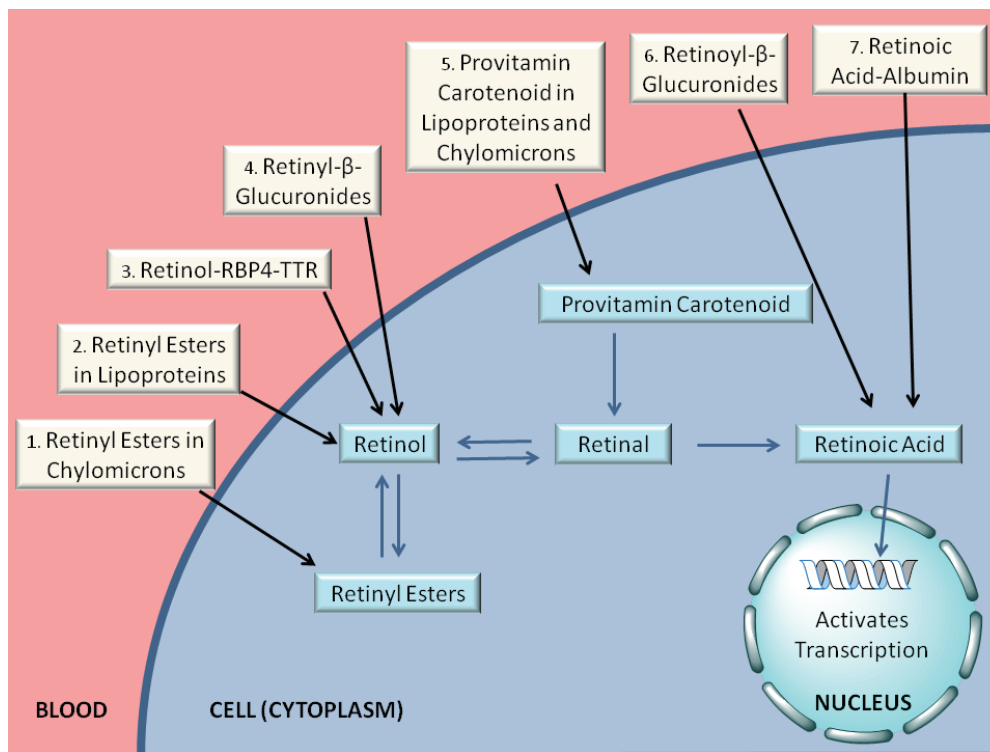 5. Provitamin
Carotenoid in
Lipoproteins and
Chylomicrons
6. Retinoyl-β-
Glucuronides
7. Retinoic
Acid-Albumin
4. Retinyl-β-
Glucuronides
3. Retinol-RBP4-TTR
2. Retinyl Esters
in Lipoproteins
1. Retinyl Esters in
Chylomicrons
Provitamin Carotenoid
Retinol
Retinal
Retinoic Acid
Retinyl Esters
Activates
Transcription
NUCLEUS
BLOOD
CELL (CYTOPLASM)